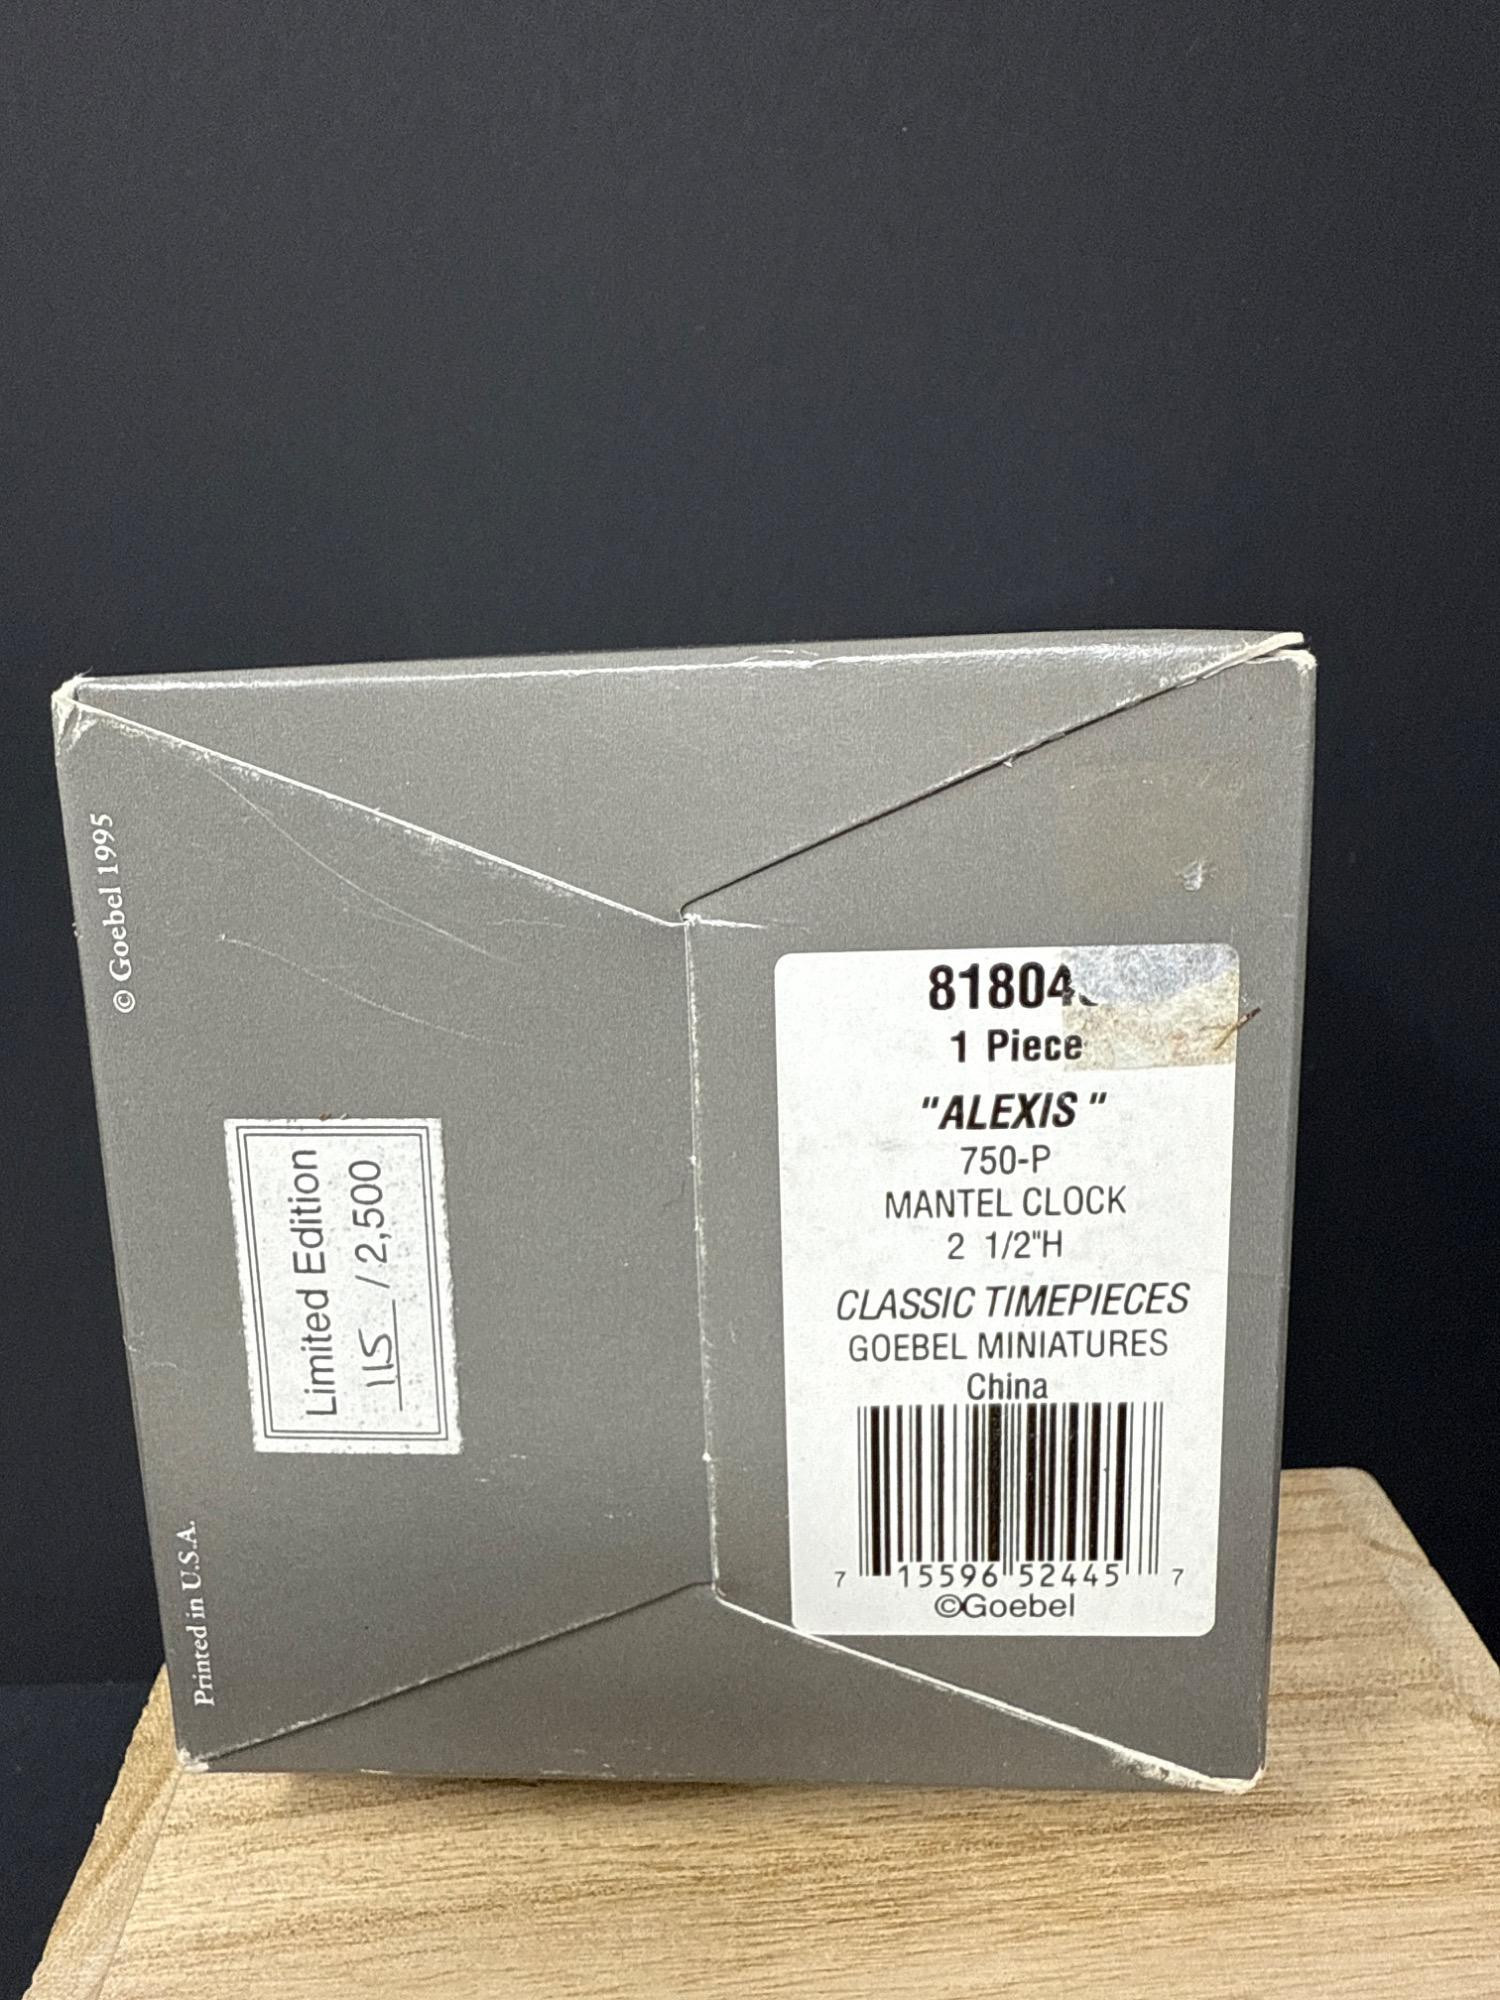 © Goebel 1995
Limited Edition
115 / 2,500
Printed in U.S.A.
1 Piece
"ALEXIS"
750-P
MANTEL CLOCK
2 1/2"H
CLASSIC TIMEPIECES
GOEBEL MINIATURES
China
7 15596 52445 7
©Goebel